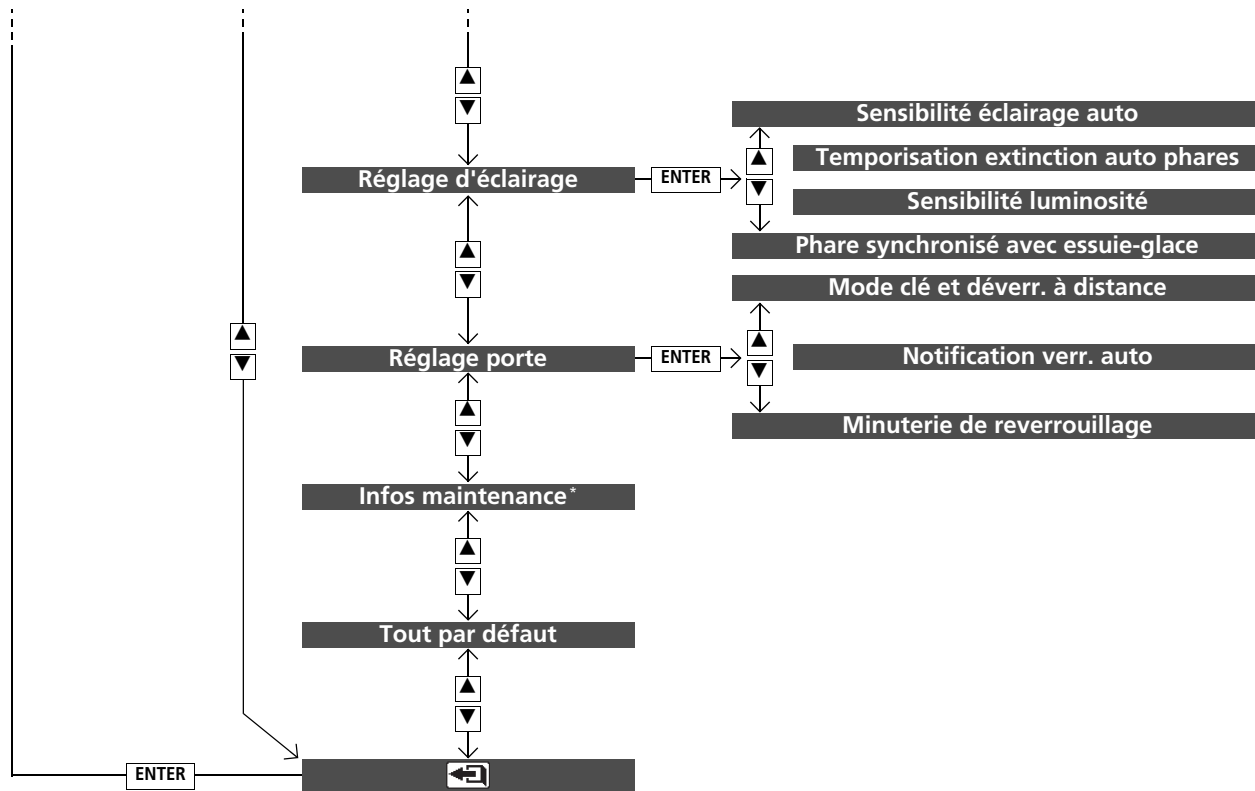 Sensibilité éclairage auto
Réglage d'éclairage
ENTER
Temporisation extinction auto phares
Sensibilité luminosité
Phare synchronisé avec essuie-glace
Mode clé et déverr. à distance
Réglage porte
ENTER
Notification verr. auto
Minuterie de reverrouillage
Infos maintenance*
Tout par défaut
ENTER